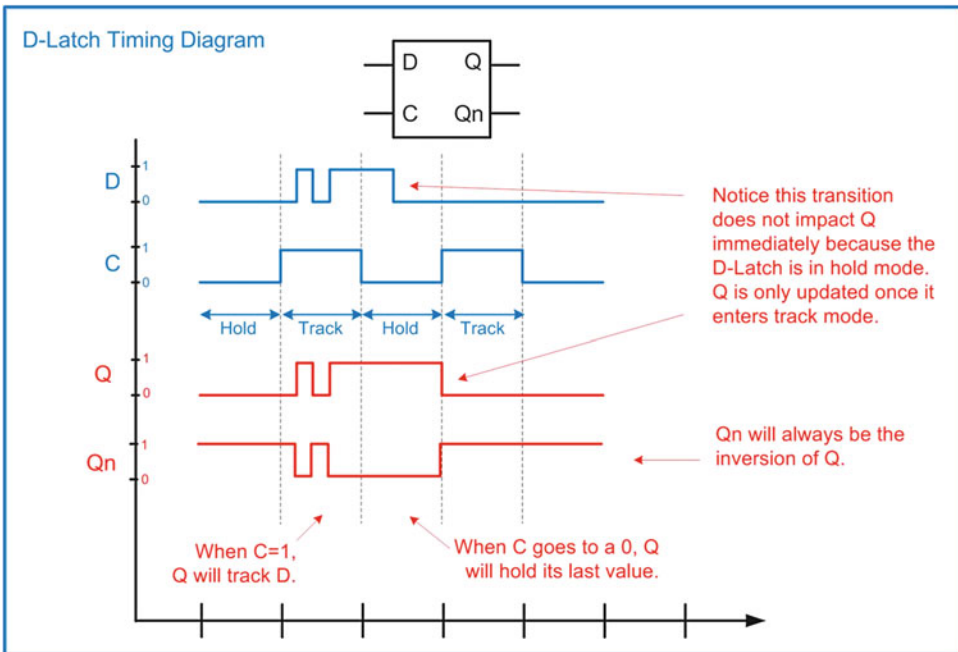 D-Latch Timing Diagram
D Q
C Qn
D
1
0
Notice this transition
does not impact Q
immediately because the
D-Latch is in hold mode.
Q is only updated once it
enters track mode.
C
1
0
Hold Track Hold Track
Q
1
0
Qn
1
0
Qn will always be the
inversion of Q.
When C=1,
Q will track D.
When C goes to a 0, Q
will hold its last value.